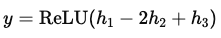 y = ReLU(h₁ − 2h₂ + h₃)